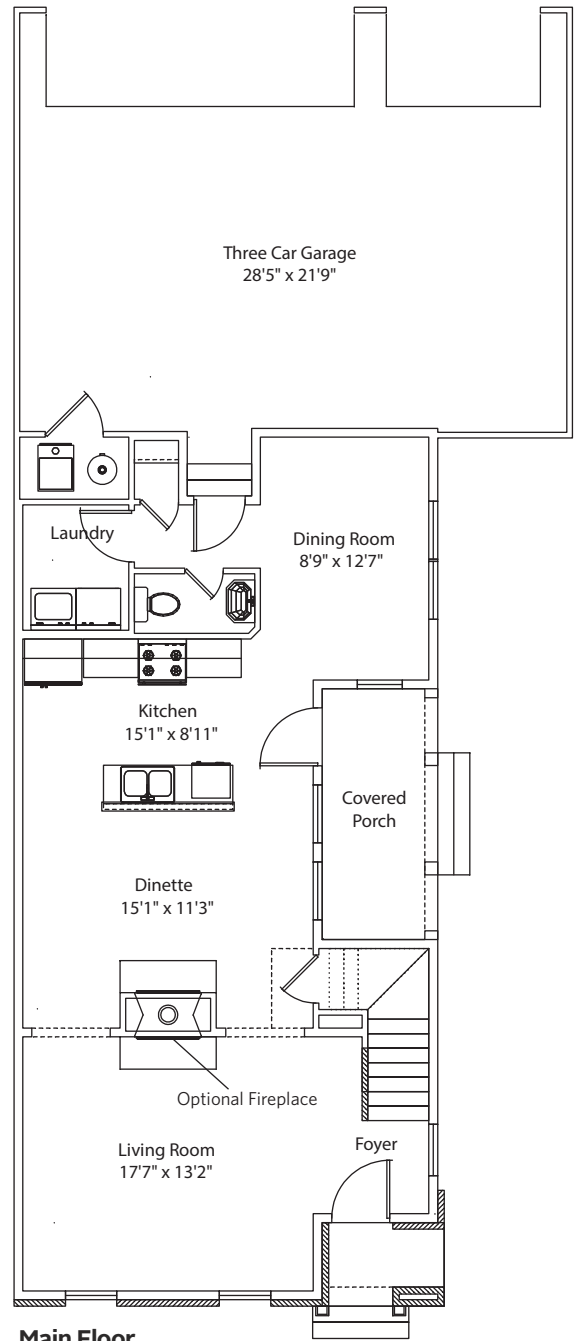 Three Car Garage
28'5" x 21'9"
Laundry
Dining Room
8'9" x 12'7"
Kitchen
15'1" x 8'11"
Covered
Porch
Dinette
15'1" x 11'3"
Optional Fireplace
Living Room
17'7" x 13'2"
Foyer
Main Floor